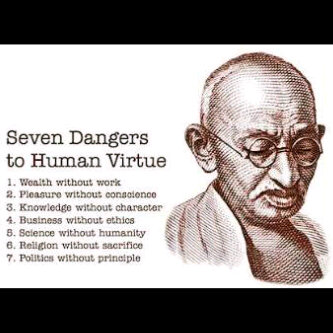 Seven Dangers
to Human Virtue
1. Wealth without work
2. Pleasure without conscience
3. Knowledge without character
4. Business without ethics
5. Science without humanity
6. Religion without sacrifice
7. Politics without principle